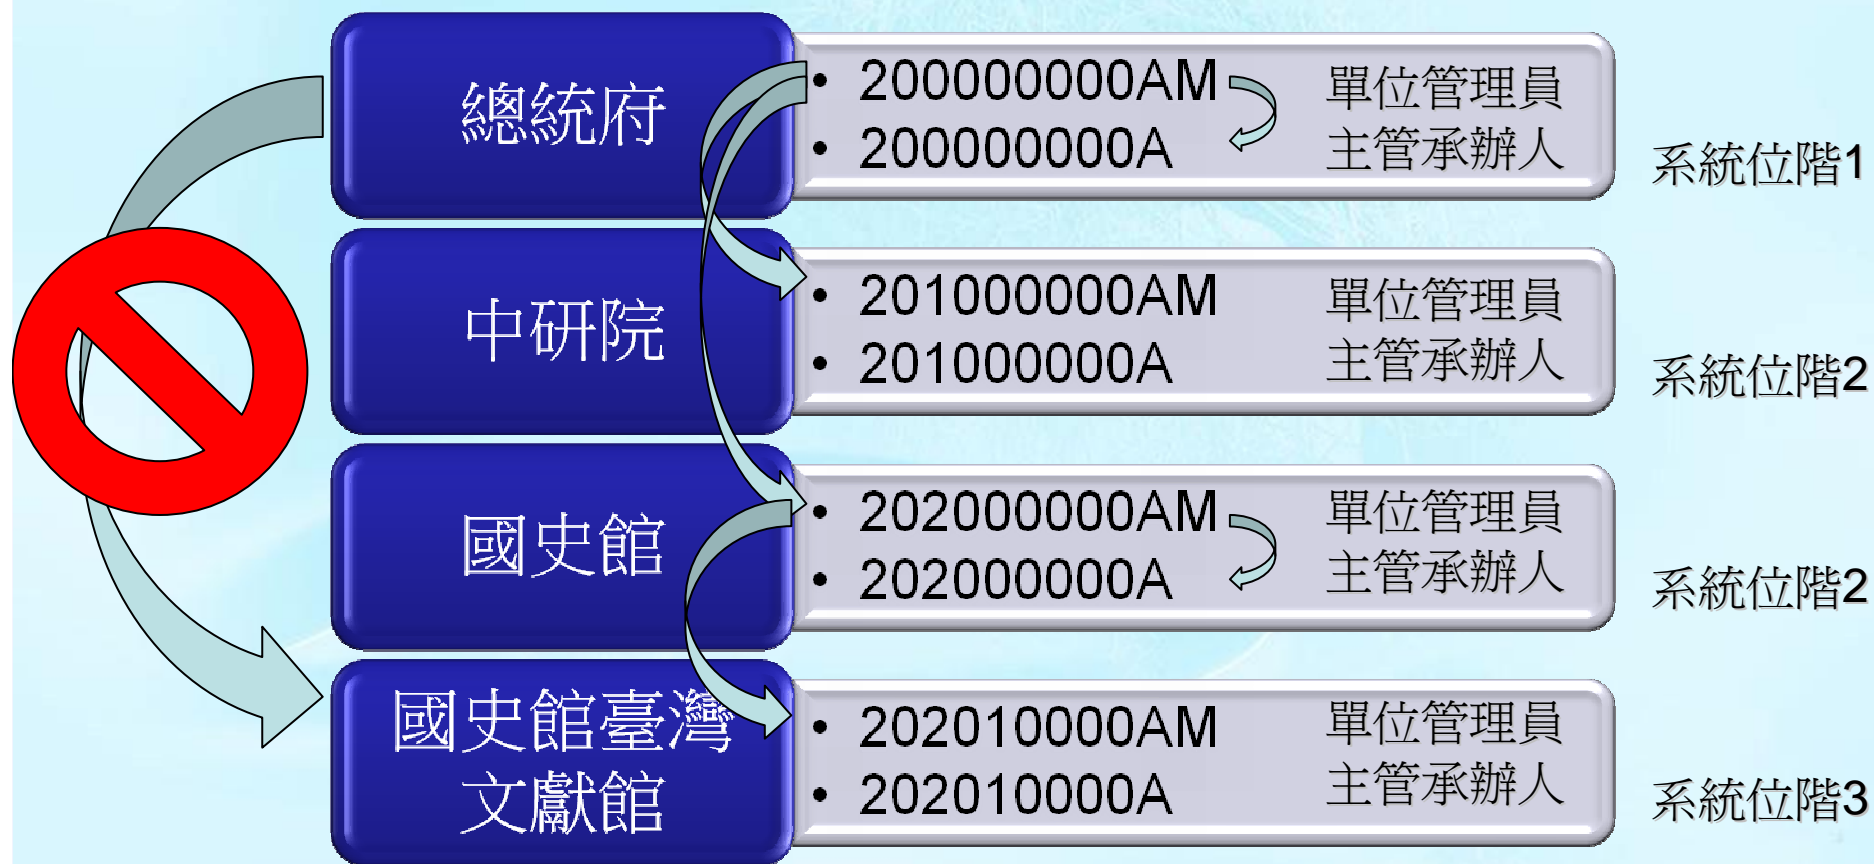 總統府
• 200000000AM 單位管理員
• 200000000A 主管承辦人
系統位階1
中研院
• 201000000AM 單位管理員
• 201000000A 主管承辦人
系統位階2
國史館
• 202000000AM 單位管理員
• 202000000A 主管承辦人
系統位階2
國史館臺灣
文獻館
• 202010000AM 單位管理員
• 202010000A 主管承辦人
系統位階3